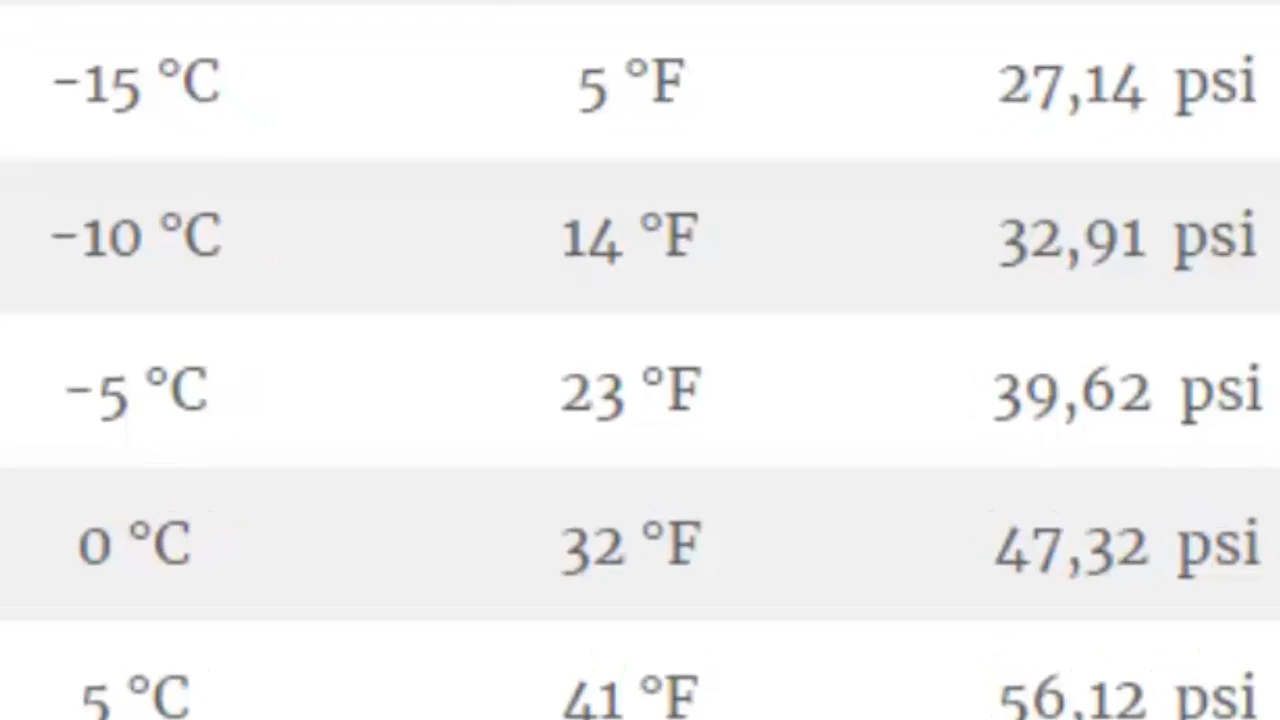 -15 °C 5 °F 27,14 psi
-10 °C 14 °F 32,91 psi
-5 °C 23 °F 39,62 psi
0 °C 32 °F 47,32 psi
5 °C 41 °F 56,12 psi